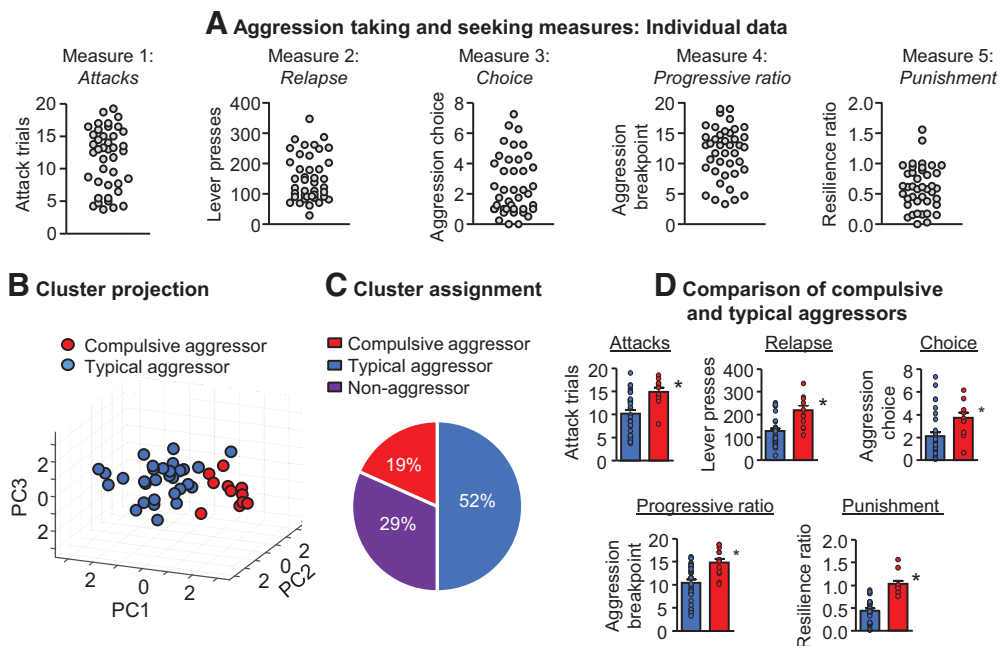 A Aggression taking and seeking measures: Individual data
Measure 1:
Attacks
Attack trials
20
15
10
5
0
Measure 2:
Relapse
Lever presses
400
300
200
100
0
Measure 3:
Choice
Aggression choice
8
6
4
2
0
Measure 4:
Progressive ratio
Aggression
breakpoint
20
15
10
5
0
Measure 5:
Punishment
Resilience ratio
2.0
1.5
1.0
0.5
0.0
B Cluster projection
Compulsive aggressor
Typical aggressor
PC3
2
0
2
2
0
2
PC1
2
0
2
PC2
C Cluster assignment
Compulsive aggressor
Typical aggressor
Non-aggressor
19%
52%
29%
D Comparison of compulsive
and typical aggressors
Attacks
Attack trials
20
15
10
5
0
*
Relapse
Lever presses
400
300
200
100
0
*
Choice
Aggression
choice
8
6
4
2
0
*
Progressive ratio
Aggression
breakpoint
20
15
10
5
0
*
Punishment
Resilience ratio
2.0
1.5
1.0
0.5
0.0
*